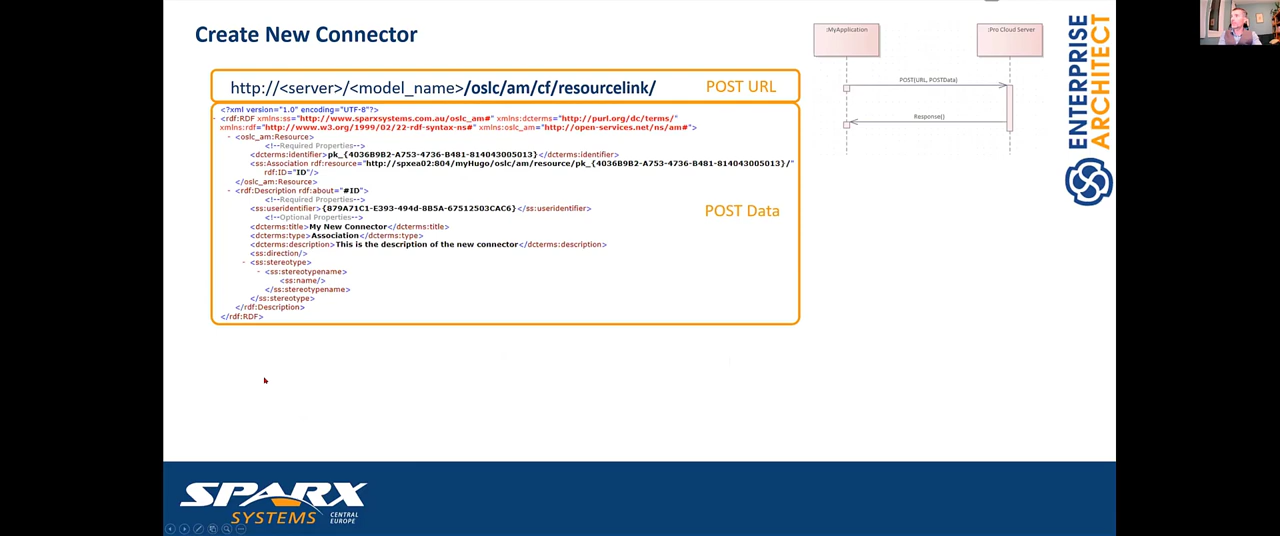 Create New Connector
http://<server>/<model_name>/oslc/am/cf/resourcelink/ POST URL
<?xml version="1.0" encoding="UTF-8"?>
- <rdf:RDF xmlns:ss="http://www.sparxsystems.com.au/oslc_am#" xmlns:dcterms="http://purl.org/dc/terms/"
xmlns:rdf="http://www.w3.org/1999/02/22-rdf-syntax-ns#" xmlns:oslc_am="http://open-services.net/ns/am#">
- <oslc_am:Resource>
<!--Required Properties-->
<dcterms:identifier>pk_{4036B9B2-A753-4736-B481-814043005013}</dcterms:identifier>
<ss:Association rdf:resource="http://spxea02:804/myHugo/oslc/am/resource/pk_{4036B9B2-A753-4736-B481-814043005013}/"
rdf:ID="ID"/>
</oslc_am:Resource>
- <rdf:Description rdf:about="#ID">
<!--Required Properties-->
<ss:useridentifier>{879A71C1-E393-494d-8B5A-67512503CAC6}</ss:useridentifier>
<!--Optional Properties-->
<dcterms:title>My New Connector</dcterms:title>
<dcterms:type>Association</dcterms:type>
<dcterms:description>This is the description of the new connector</dcterms:description>
<ss:direction/>
- <ss:stereotype>
- <ss:stereotypename>
<ss:name/>
</ss:stereotypename>
</ss:stereotype>
</rdf:Description>
</rdf:RDF>
POST Data
:MyApplication
:Pro Cloud Server
POST(URL, POSTData)
Response()
ENTERPRISE
ARCHITECT
SPARX
SYSTEMS
CENTRAL
EUROPE